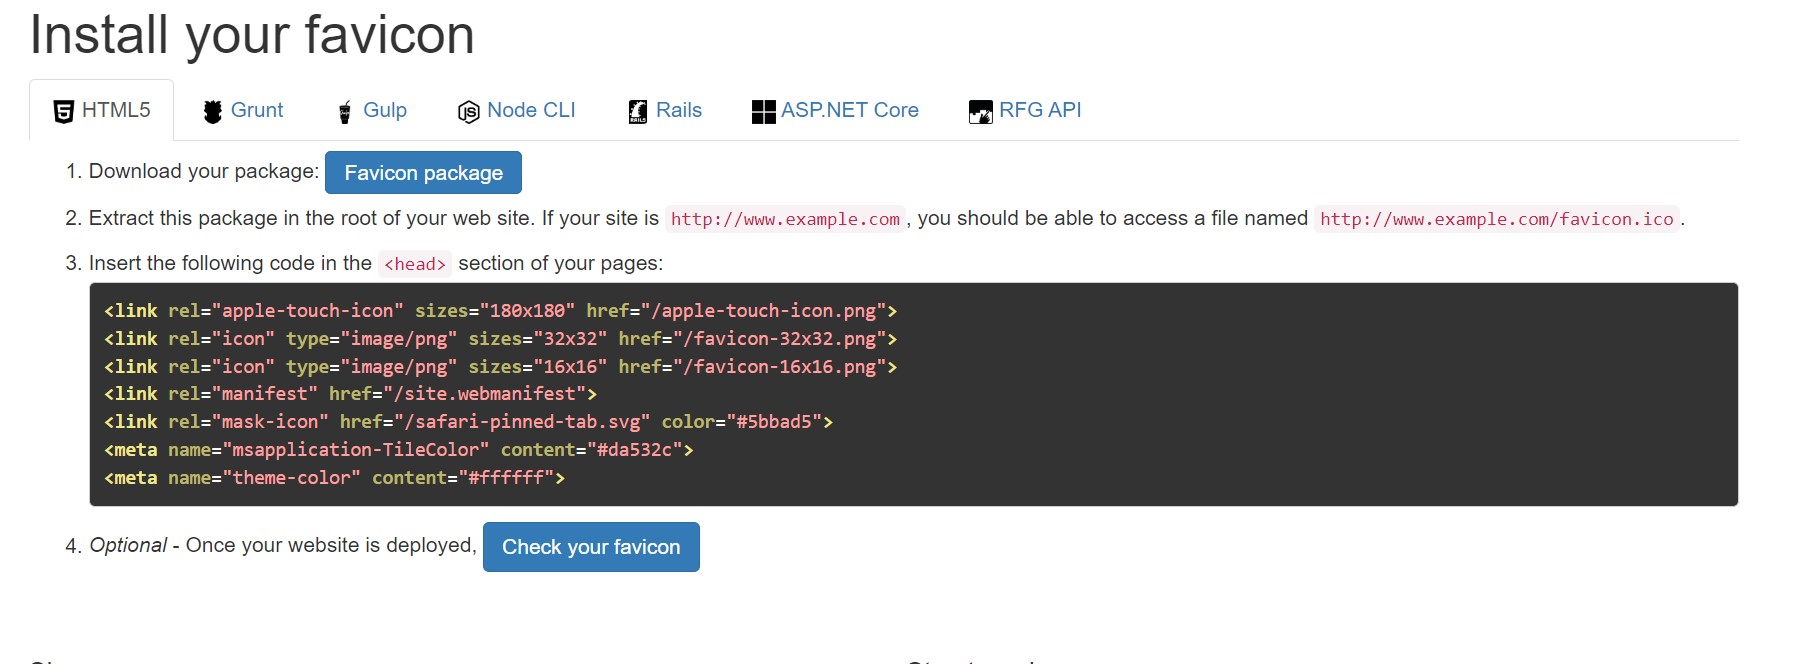 Install your favicon
HTML5 Grunt Gulp Node CLI Rails ASP.NET Core RFG API
1. Download your package: Favicon package
2. Extract this package in the root of your web site. If your site is http://www.example.com , you should be able to access a file named http://www.example.com/favicon.ico .
3. Insert the following code in the <head> section of your pages:
<link rel="apple-touch-icon" sizes="180x180" href="/apple-touch-icon.png">
<link rel="icon" type="image/png" sizes="32x32" href="/favicon-32x32.png">
<link rel="icon" type="image/png" sizes="16x16" href="/favicon-16x16.png">
<link rel="manifest" href="/site.webmanifest">
<link rel="mask-icon" href="/safari-pinned-tab.svg" color="#5bbad5">
<meta name="msapplication-TileColor" content="#da532c">
<meta name="theme-color" content="#ffffff">
4. Optional - Once your website is deployed, Check your favicon